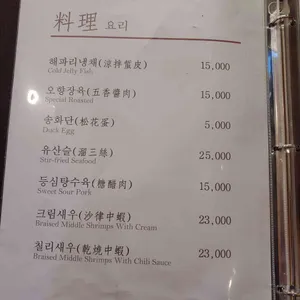 料理 요리
해파리냉채(涼拌蜇皮) 15,000
Cold Jelly Fish
오향장육(五香醬肉) 15,000
Special Roasted
송화단(松花蛋) 5,000
Duck Egg
유산슬(溜三絲) 25,000
Stir-fried Seafood
등심탕수육(糖醋肉) 15,000
Sweet Sour Pork
크림새우(沙律中蝦) 23,000
Braised Middle Shrimps With Cream
칠리새우(乾燒中蝦) 23,000
Braised Middle Shrimps With Chili Sauce